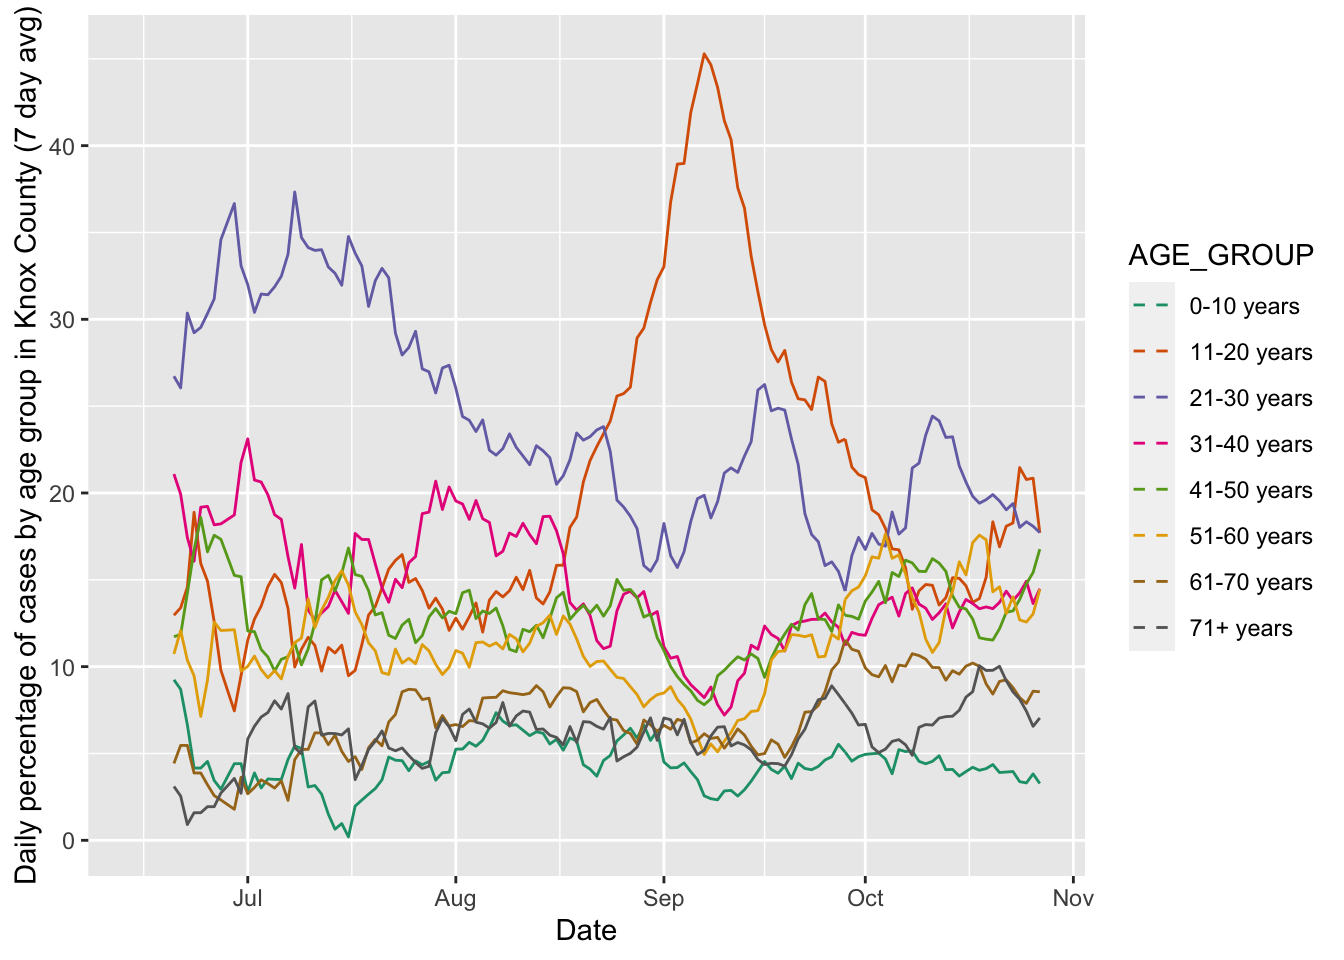 Daily percentage of cases by age group in Knox County (7 day avg)
40
30
20
10
0
Jul
Aug
Sep
Oct
Nov
Date
AGE_GROUP
0-10 years
11-20 years
21-30 years
31-40 years
41-50 years
51-60 years
61-70 years
71+ years